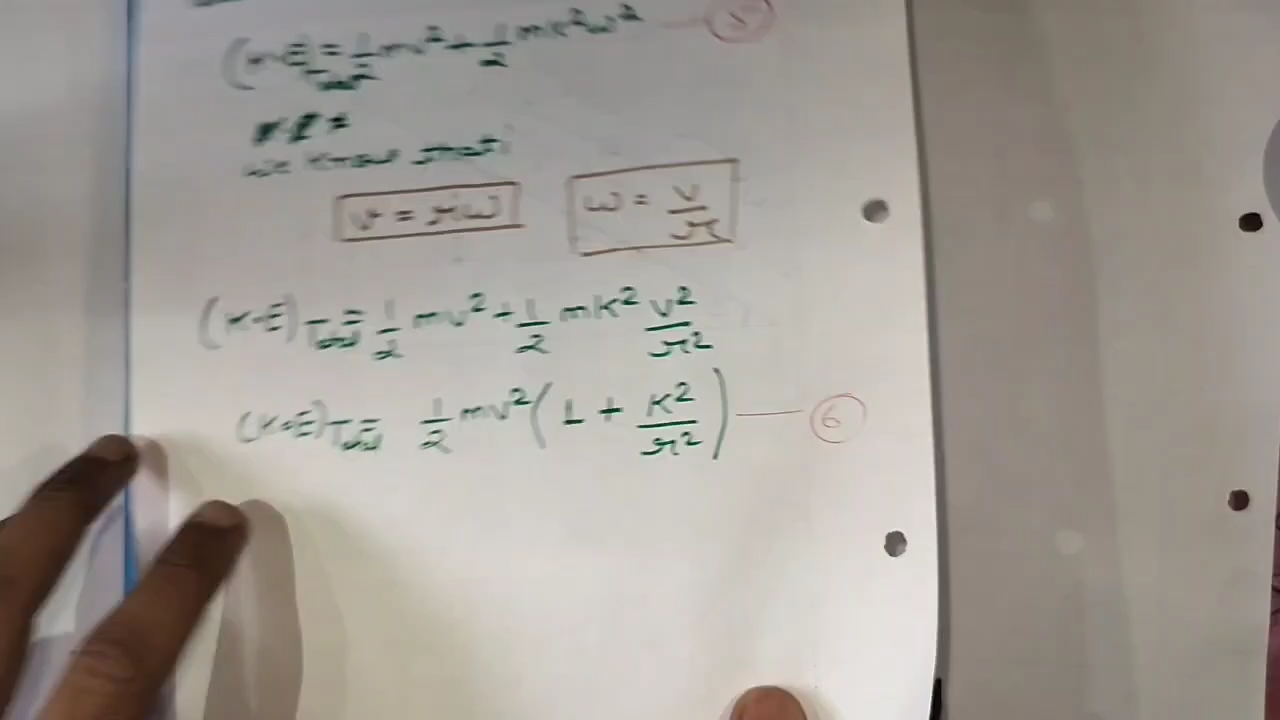 (K.E)Total = 1/2 mv² + 1/2 mk²ω² — 5
K.E =
We know that:
v = rω    ω = v/r
(K.E)Total = 1/2 mv² + 1/2 mk² v²/r²
(K.E)Total = 1/2 mv² (1 + k²/r²) — 6